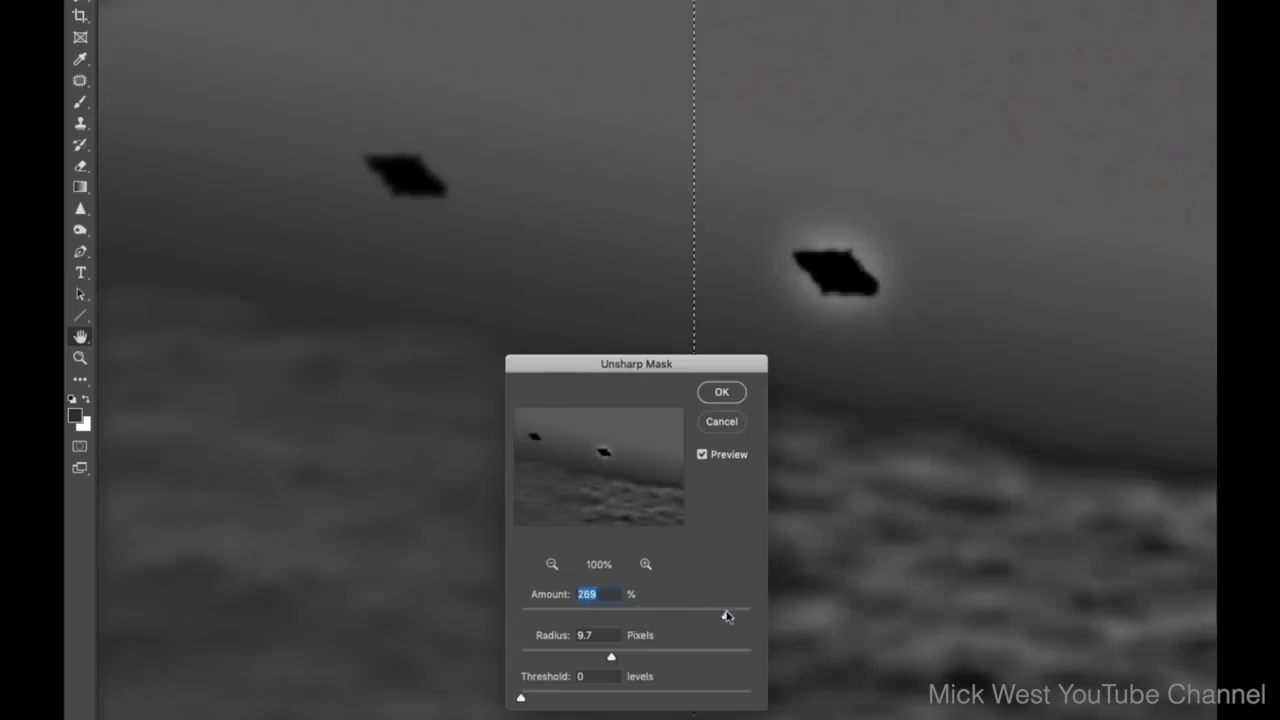 Unsharp Mask
OK
Cancel
Preview
100%
Amount: 269 %
Radius: 9.7 Pixels
Threshold: 0 levels
T
Mick West YouTube Channel